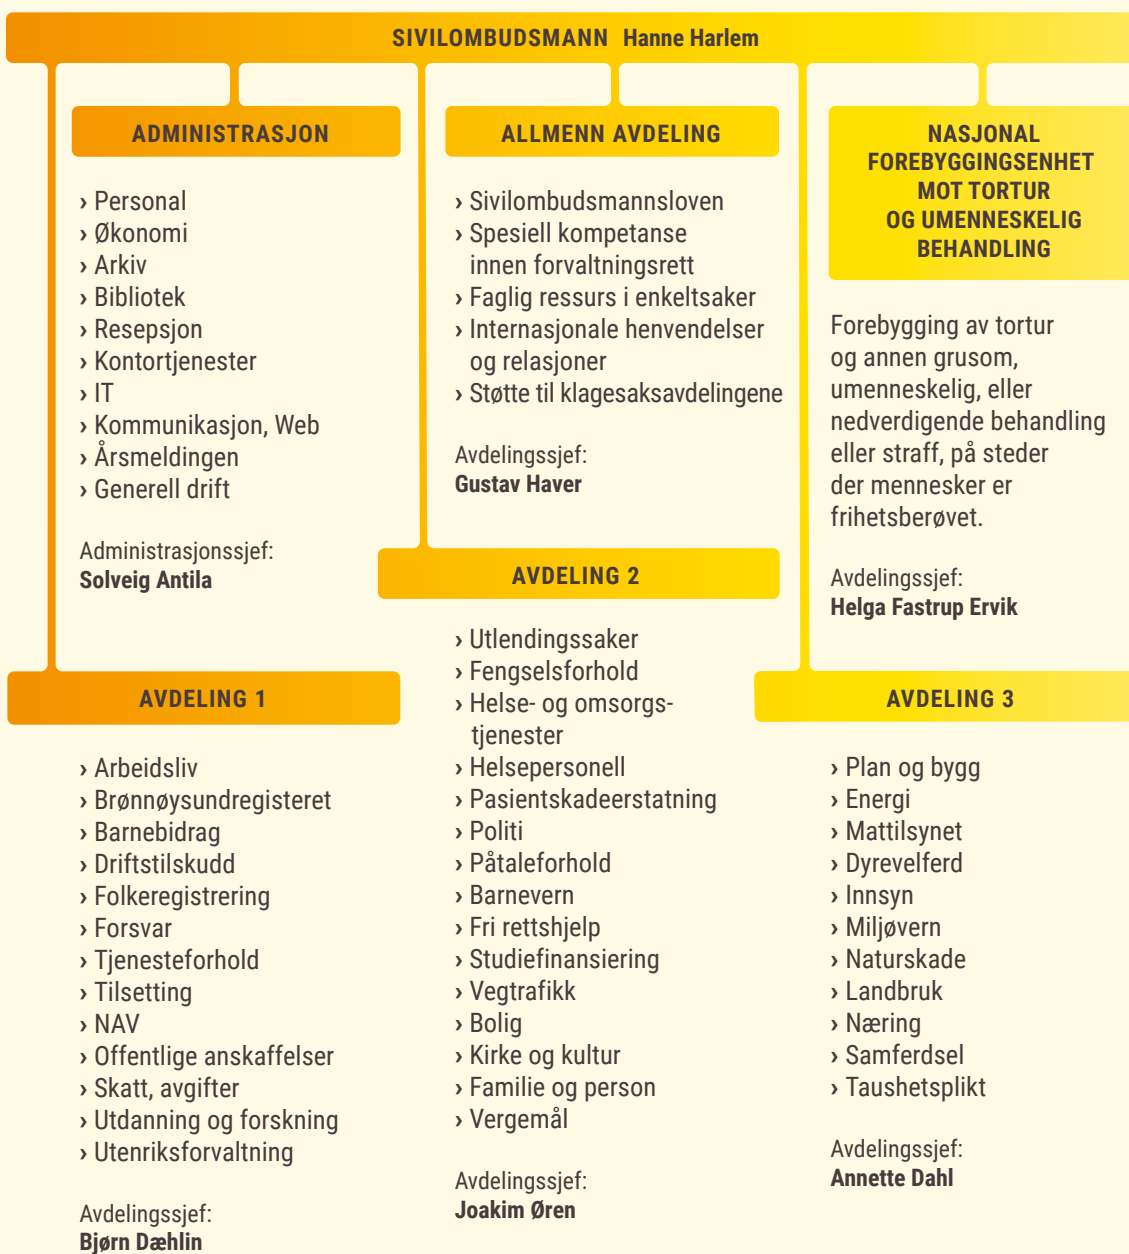 SIVILOMBUDSMANN Hanne Harlem
ADMINISTRASJON
› Personal
› Økonomi
› Arkiv
› Bibliotek
› Resepsjon
› Kontortjenester
› IT
› Kommunikasjon, Web
› Årsmeldingen
› Generell drift
Administrasjonssjef:
Solveig Antila
ALLMENN AVDELING
› Sivilombudsmannsloven
› Spesiell kompetanse
innen forvaltningsrett
› Faglig ressurs i enkeltsaker
› Internasjonale henvendelser
og relasjoner
› Støtte til klagesaksavdelingene
Avdelingssjef:
Gustav Haver
NASJONAL
FOREBYGGINGSENHET
MOT TORTUR
OG UMENNESKELIG
BEHANDLING
Forebygging av tortur
og annen grusom,
umenneskelig, eller
nedverdigende behandling
eller straff, på steder
der mennesker er
frihetsberøvet.
Avdelingssjef:
Helga Fastrup Ervik
AVDELING 1
› Arbeidsliv
› Brønnøysundregisteret
› Barnebidrag
› Driftstilskudd
› Folkeregistrering
› Forsvar
› Tjenesteforhold
› Tilsetting
› NAV
› Offentlige anskaffelser
› Skatt, avgifter
› Utdanning og forskning
› Utenriksforvaltning
Avdelingssjef:
Bjørn Dæhlin
AVDELING 2
› Utlendingssaker
› Fengselsforhold
› Helse- og omsorgs-
tjenester
› Helsepersonell
› Pasientskadeerstatning
› Politi
› Påtaleforhold
› Barnevern
› Fri rettshjelp
› Studiefinansiering
› Vegtrafikk
› Bolig
› Kirke og kultur
› Familie og person
› Vergemål
Avdelingssjef:
Joakim Øren
AVDELING 3
› Plan og bygg
› Energi
› Mattilsynet
› Dyrevelferd
› Innsyn
› Miljøvern
› Naturskade
› Landbruk
› Næring
› Samferdsel
› Taushetsplikt
Avdelingssjef:
Annette Dahl